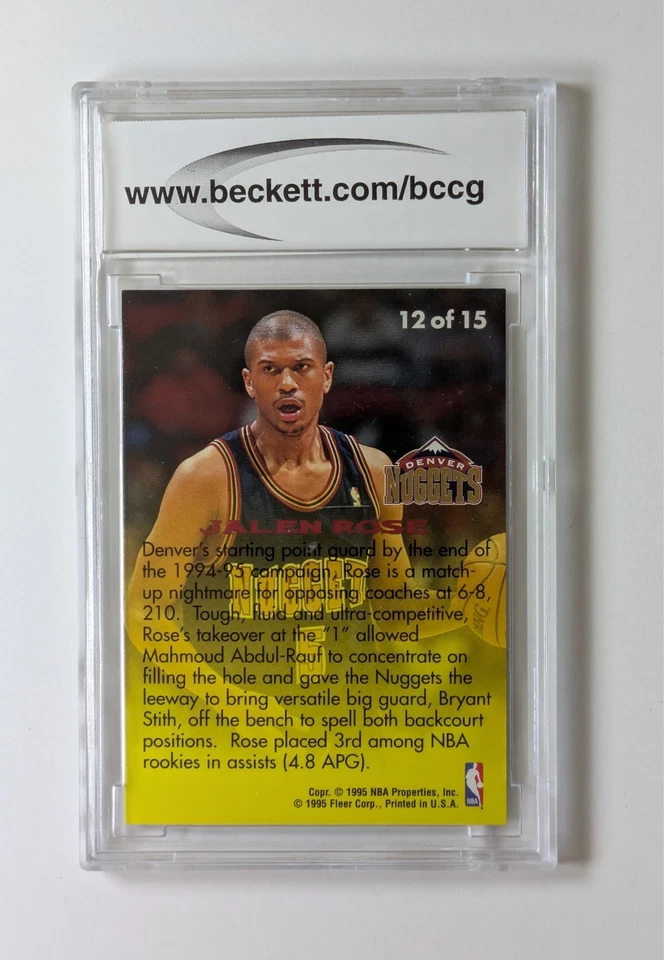 www.beckett.com/bccg
12 of 15
DENVER
NUGGETS
JALEN ROSE
Denver's starting point guard by the end of
the 1994-95 campaign, Rose is a match-
up nightmare for opposing coaches at 6-8,
210. Tough, fluid and ultra-competitive,
Rose's takeover at the "1" allowed
Mahmoud Abdul-Rauf to concentrate on
filling the hole and gave the Nuggets the
leeway to bring versatile big guard, Bryant
Stith, off the bench to spell both backcourt
positions. Rose placed 3rd among NBA
rookies in assists (4.8 APG).
NUGGETS
5
Copr. © 1995 NBA Properties, Inc.
© 1995 Fleer Corp., Printed in U.S.A.
NBA